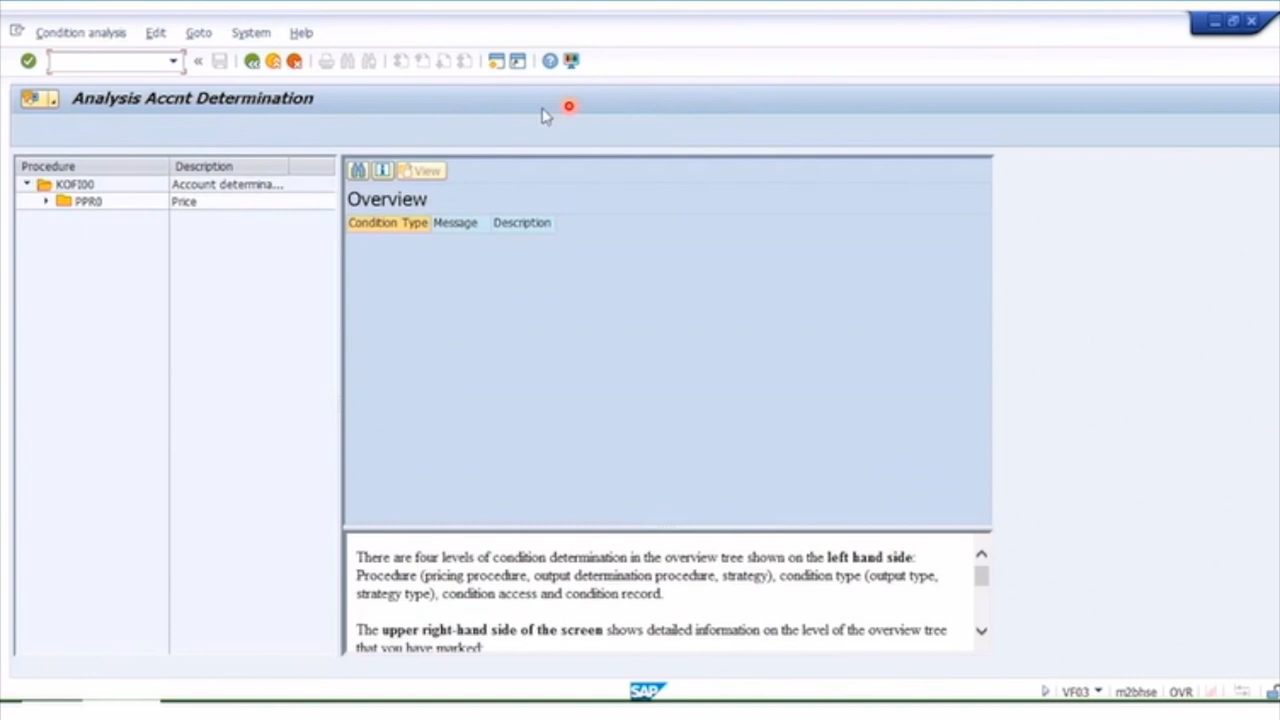 Condition analysis Edit Goto System Help
Analysis Accnt Determination
Procedure Description
KOFI00 Account determina...
PPR0 Price
View
Overview
Condition Type Message Description
There are four levels of condition determination in the overview tree shown on the left hand side:
Procedure (pricing procedure, output determination procedure, strategy), condition type (output type,
strategy type), condition access and condition record.
The upper right-hand side of the screen shows detailed information on the level of the overview tree
that you have marked:
SAP
VF03 m2bhse OVR